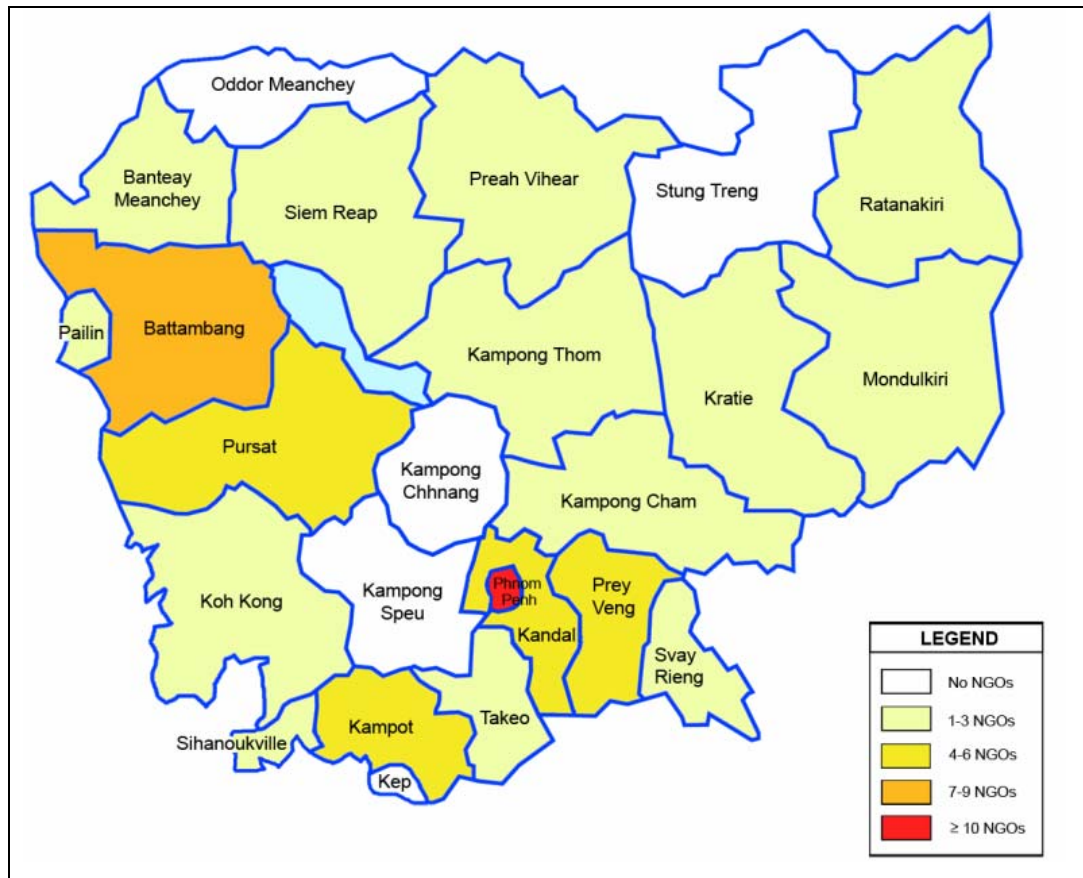 Oddor Meanchey
Banteay
Meanchey
Siem Reap
Preah Vihear
Stung Treng
Ratanakiri
Pailin
Battambang
Kampong Thom
Kratie
Mondulkiri
Pursat
Kampong
Chhnang
Kampong Cham
Koh Kong
Kampong
Speu
Phnom
Penh
Kandal
Prey
Veng
Svay
Rieng
Sihanoukville
Kampot
Takeo
Kep
LEGEND
No NGOs
1-3 NGOs
4-6 NGOs
7-9 NGOs
≥ 10 NGOs